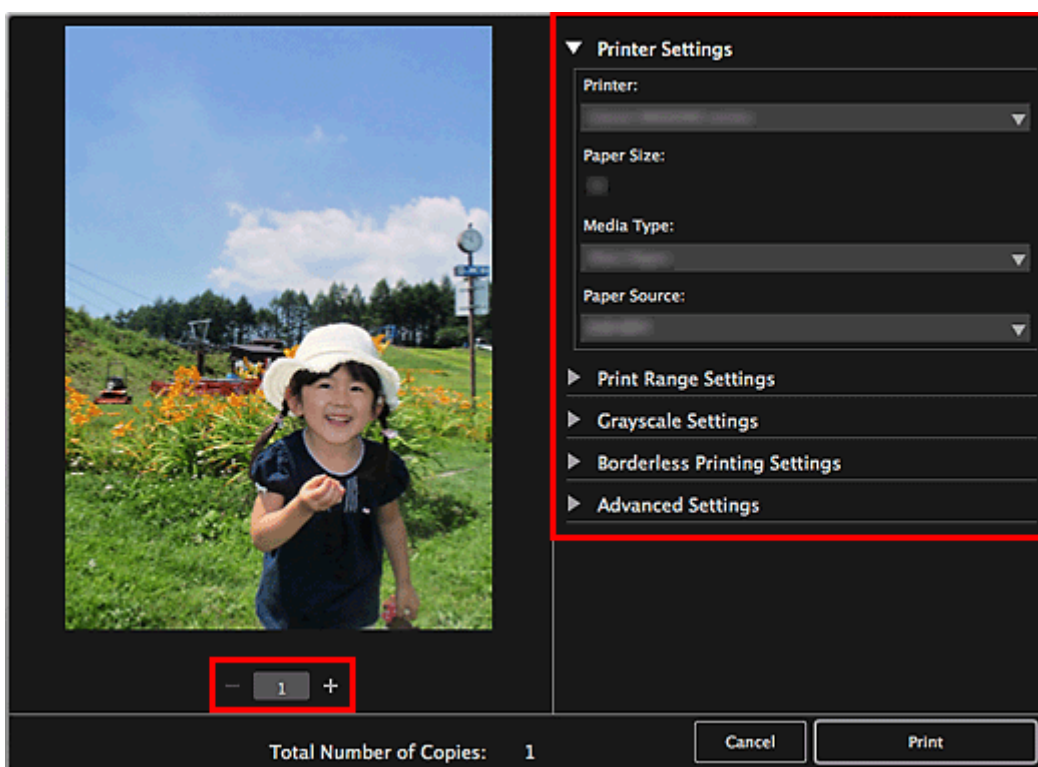 Printer Settings
Printer:
Paper Size:
Media Type:
Paper Source:
Print Range Settings
Grayscale Settings
Borderless Printing Settings
Advanced Settings
1
Total Number of Copies: 1
Cancel
Print